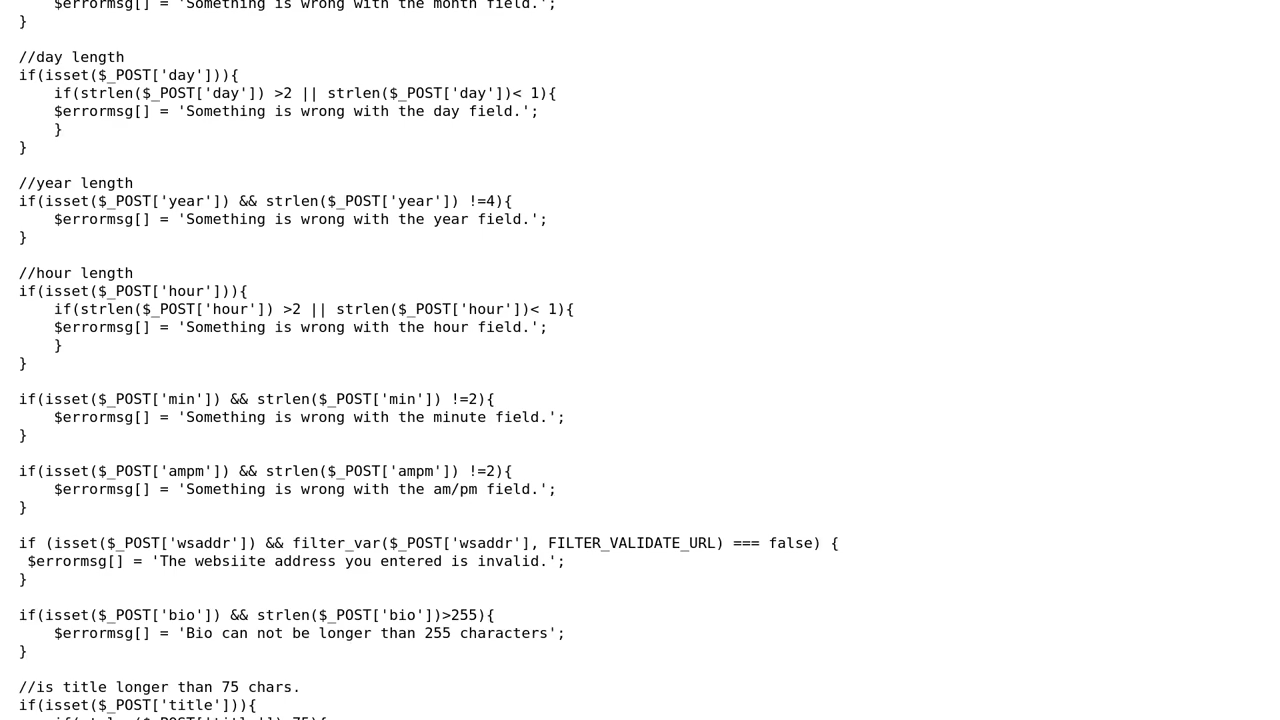 $errormsg[] = 'Something is wrong with the month field.';
}

//day length
if(isset($_POST['day'])){
    if(strlen($_POST['day']) >2 || strlen($_POST['day'])< 1){
    $errormsg[] = 'Something is wrong with the day field.';
    }
}

//year length
if(isset($_POST['year']) && strlen($_POST['year']) !=4){
    $errormsg[] = 'Something is wrong with the year field.';
}

//hour length
if(isset($_POST['hour'])){
    if(strlen($_POST['hour']) >2 || strlen($_POST['hour'])< 1){
    $errormsg[] = 'Something is wrong with the hour field.';
    }
}

if(isset($_POST['min']) && strlen($_POST['min']) !=2){
    $errormsg[] = 'Something is wrong with the minute field.';
}

if(isset($_POST['ampm']) && strlen($_POST['ampm']) !=2){
    $errormsg[] = 'Something is wrong with the am/pm field.';
}

if (isset($_POST['wsaddr']) && filter_var($_POST['wsaddr'], FILTER_VALIDATE_URL) === false) {
 $errormsg[] = 'The websiite address you entered is invalid.';
}

if(isset($_POST['bio']) && strlen($_POST['bio'])>255){
    $errormsg[] = 'Bio can not be longer than 255 characters';
}

//is title longer than 75 chars.
if(isset($_POST['title'])){
    if(strlen($_POST['title'])>75){